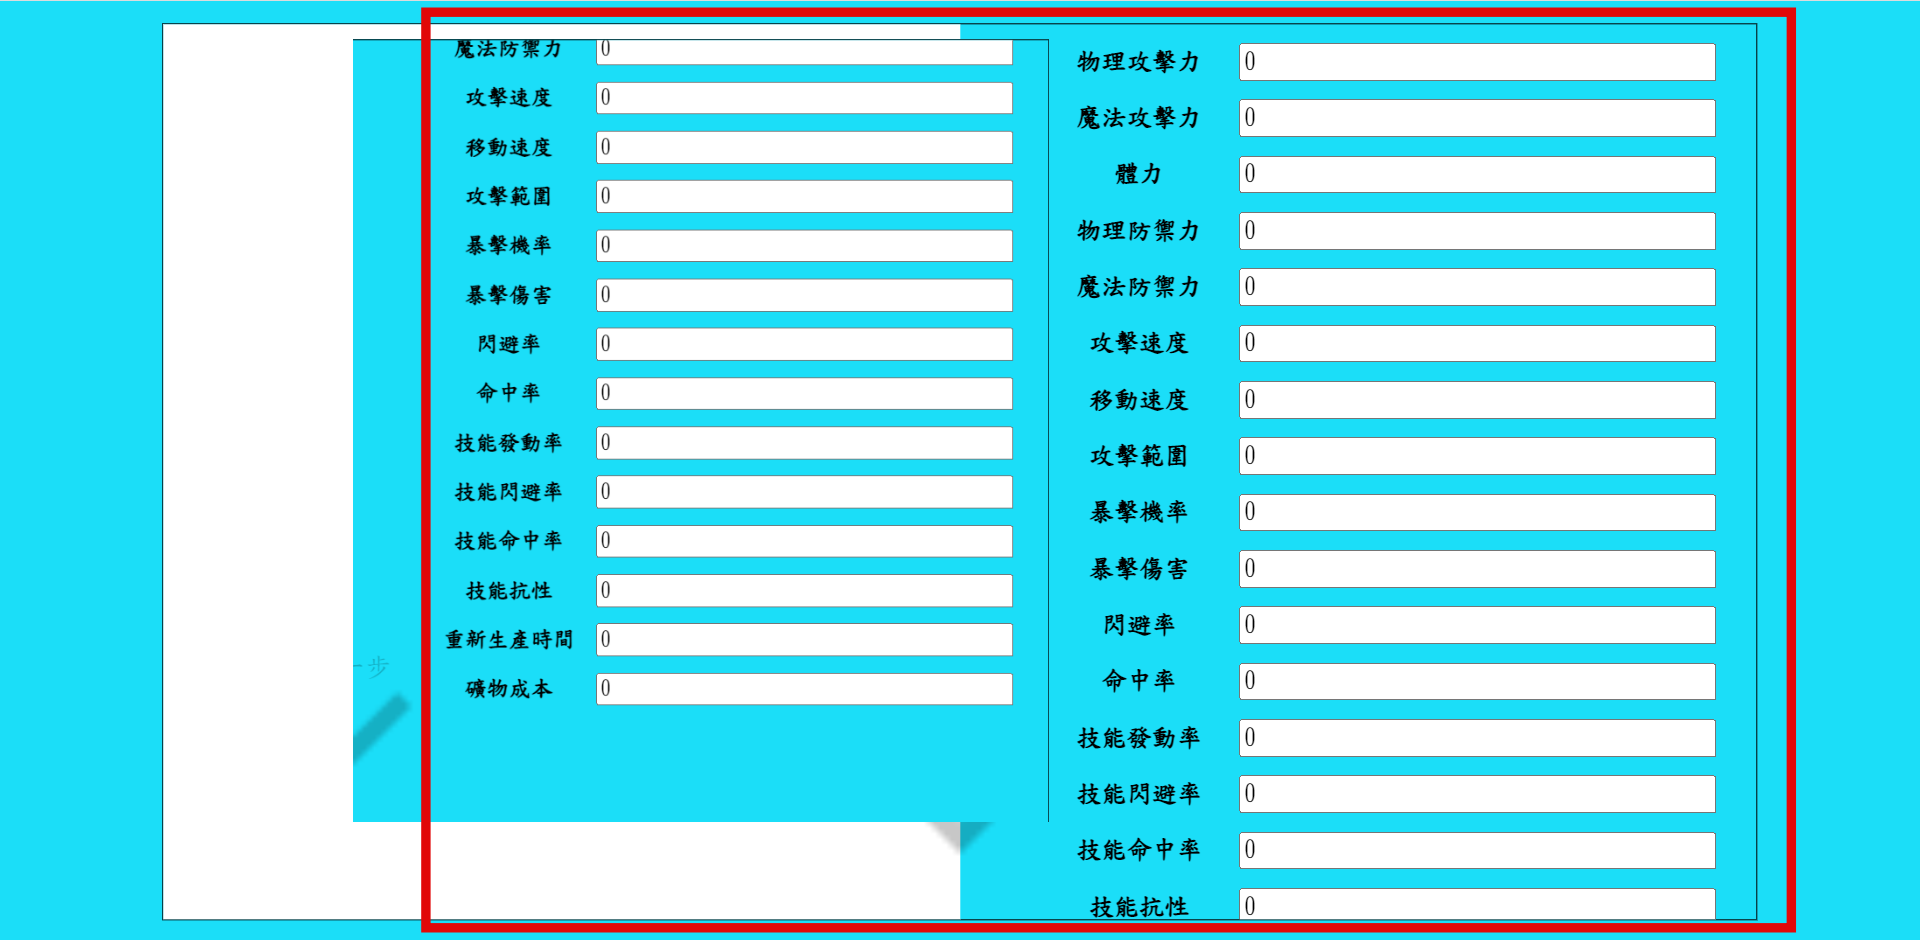 魔法防禦力 0
攻擊速度 0
移動速度 0
攻擊範圍 0
暴擊機率 0
暴擊傷害 0
閃避率 0
命中率 0
技能發動率 0
技能閃避率 0
技能命中率 0
技能抗性 0
重新生產時間 0
礦物成本 0
步
物理攻擊力 0
魔法攻擊力 0
體力 0
物理防禦力 0
魔法防禦力 0
攻擊速度 0
移動速度 0
攻擊範圍 0
暴擊機率 0
暴擊傷害 0
閃避率 0
命中率 0
技能發動率 0
技能閃避率 0
技能命中率 0
技能抗性 0